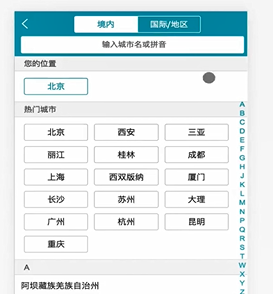 境内 国际/地区
输入城市名或拼音
您的位置
北京
热门城市
北京 西安 三亚
丽江 桂林 成都
上海 西双版纳 厦门
长沙 苏州 大理
广州 杭州 昆明
重庆
A
阿坝藏族羌族自治州
A
B
C
D
E
F
G
H
J
K
L
M
N
P
Q
R
S
T
W
X
Y
Z